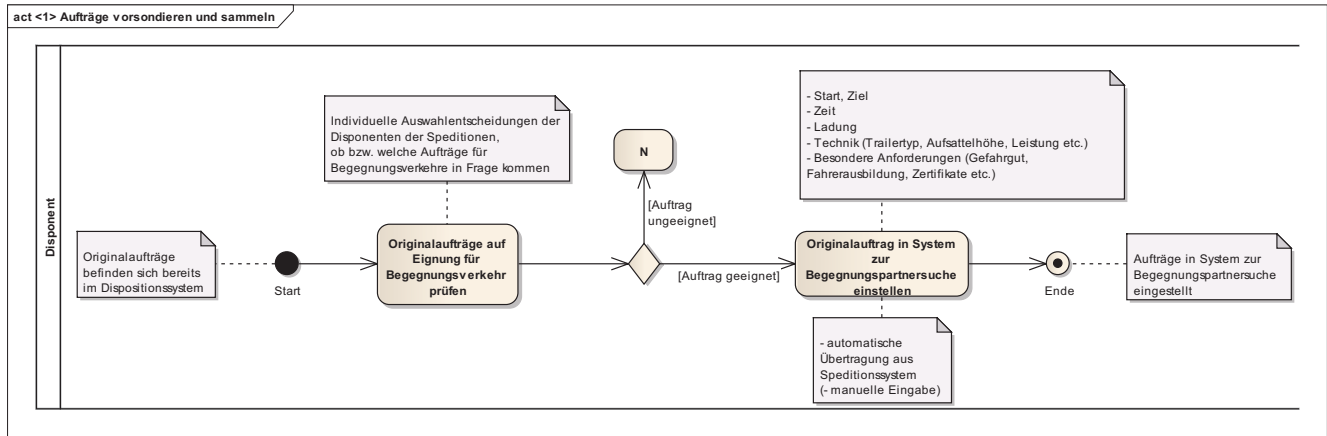 act <1> Aufträge vorsondieren und sammeln
Disponent
Originalaufträge
befinden sich bereits
im Dispositionssystem
Start
Individuelle Auswahlentscheidungen der
Disponenten der Speditionen,
ob bzw. welche Aufträge für
Begegnungsverkehre in Frage kommen
Originalaufträge auf
Eignung für
Begegnungsverkehr
prüfen
N
[Auftrag
ungeeignet]
[Auftrag geeignet]
- Start, Ziel
- Zeit
- Ladung
- Technik (Trailertyp, Aufsattelhöhe, Leistung etc.)
- Besondere Anforderungen (Gefahrgut,
Fahrerausbildung, Zertifikate etc.)
Originalauftrag in System
zur
Begegnungspartnersuche
einstellen
- automatische
Übertragung aus
Speditionssystem
(- manuelle Eingabe)
Ende
Aufträge in System zur
Begegnungspartnersuche
eingestellt